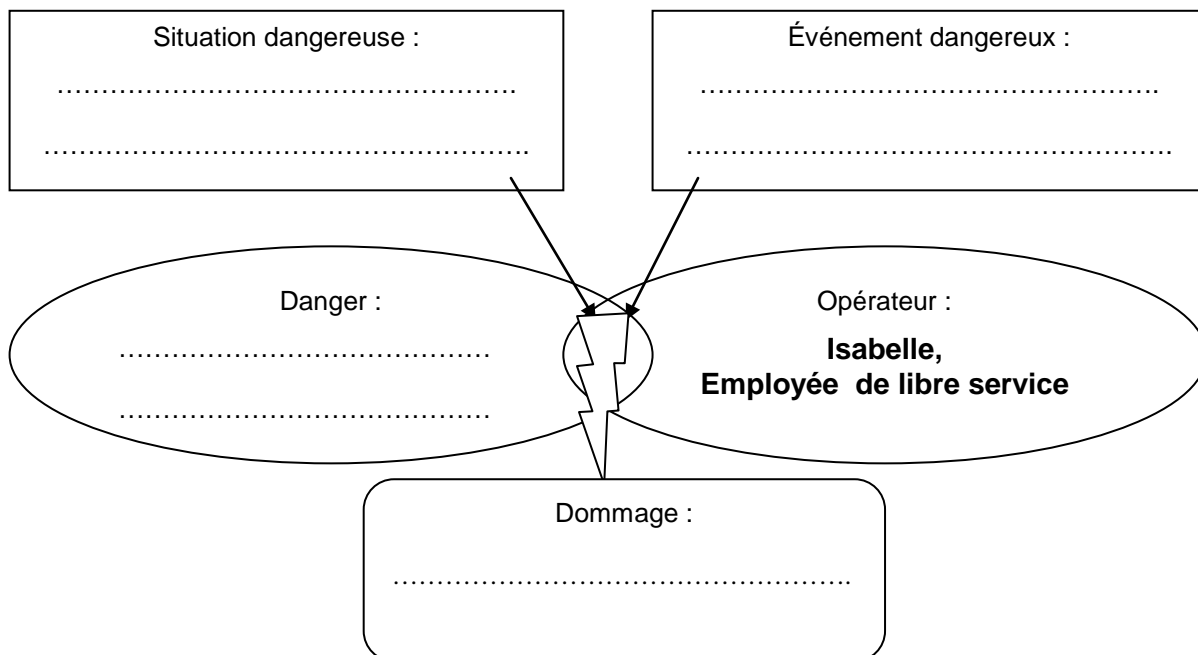 Situation dangereuse :
…………………………………………….
……………………………………………….
Événement dangereux :
…………………………………………….
……………………………………………….
Danger :
……………………………………
……………………………………
Opérateur :
Isabelle,
Employée de libre service
Dommage :
…………………………………………….